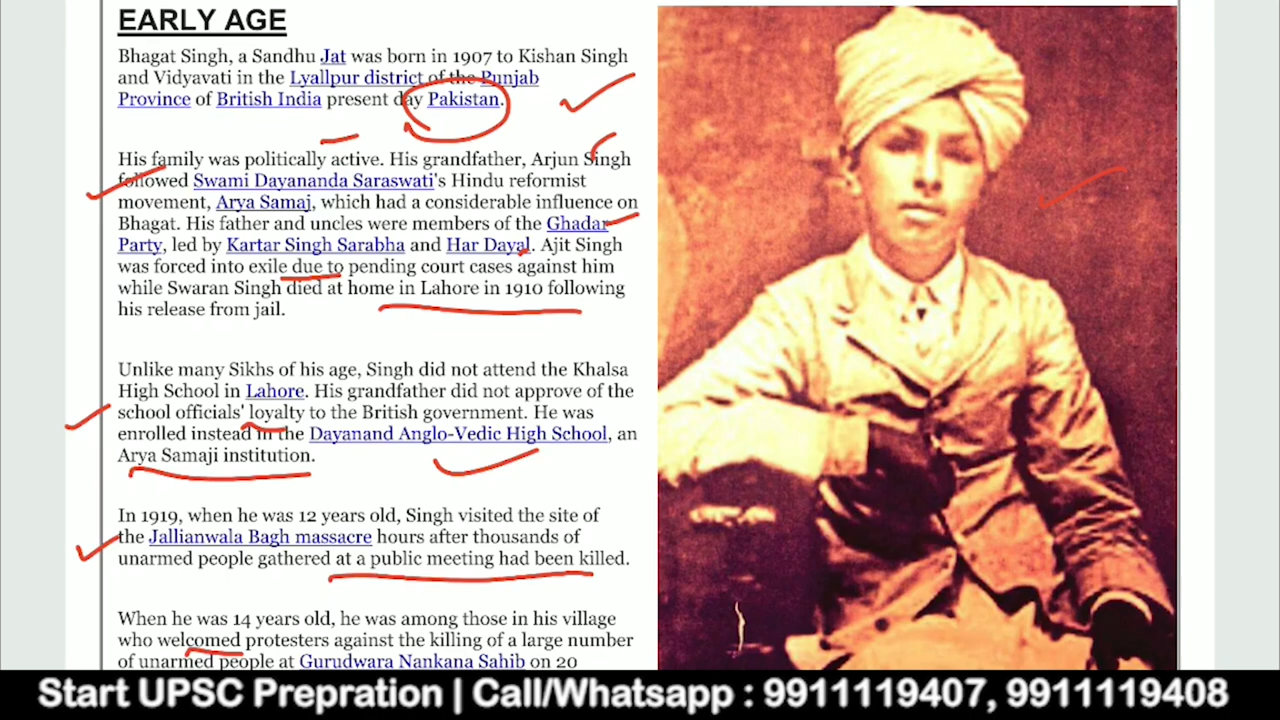 EARLY AGE
Bhagat Singh, a Sandhu Jat was born in 1907 to Kishan Singh
and Vidyavati in the Lyallpur district of the Punjab
Province of British India present day Pakistan.
His family was politically active. His grandfather, Arjun Singh
followed Swami Dayananda Saraswati's Hindu reformist
movement, Arya Samaj, which had a considerable influence on
Bhagat. His father and uncles were members of the Ghadar
Party, led by Kartar Singh Sarabha and Har Dayal. Ajit Singh
was forced into exile due to pending court cases against him
while Swaran Singh died at home in Lahore in 1910 following
his release from jail.
Unlike many Sikhs of his age, Singh did not attend the Khalsa
High School in Lahore. His grandfather did not approve of the
school officials' loyalty to the British government. He was
enrolled instead in the Dayanand Anglo-Vedic High School, an
Arya Samaji institution.
In 1919, when he was 12 years old, Singh visited the site of
the Jallianwala Bagh massacre hours after thousands of
unarmed people gathered at a public meeting had been killed.
When he was 14 years old, he was among those in his village
who welcomed protesters against the killing of a large number
of unarmed people at Gurudwara Nankana Sahib on 20
Start UPSC Prepration | Call/Whatsapp : 9911119407, 9911119408